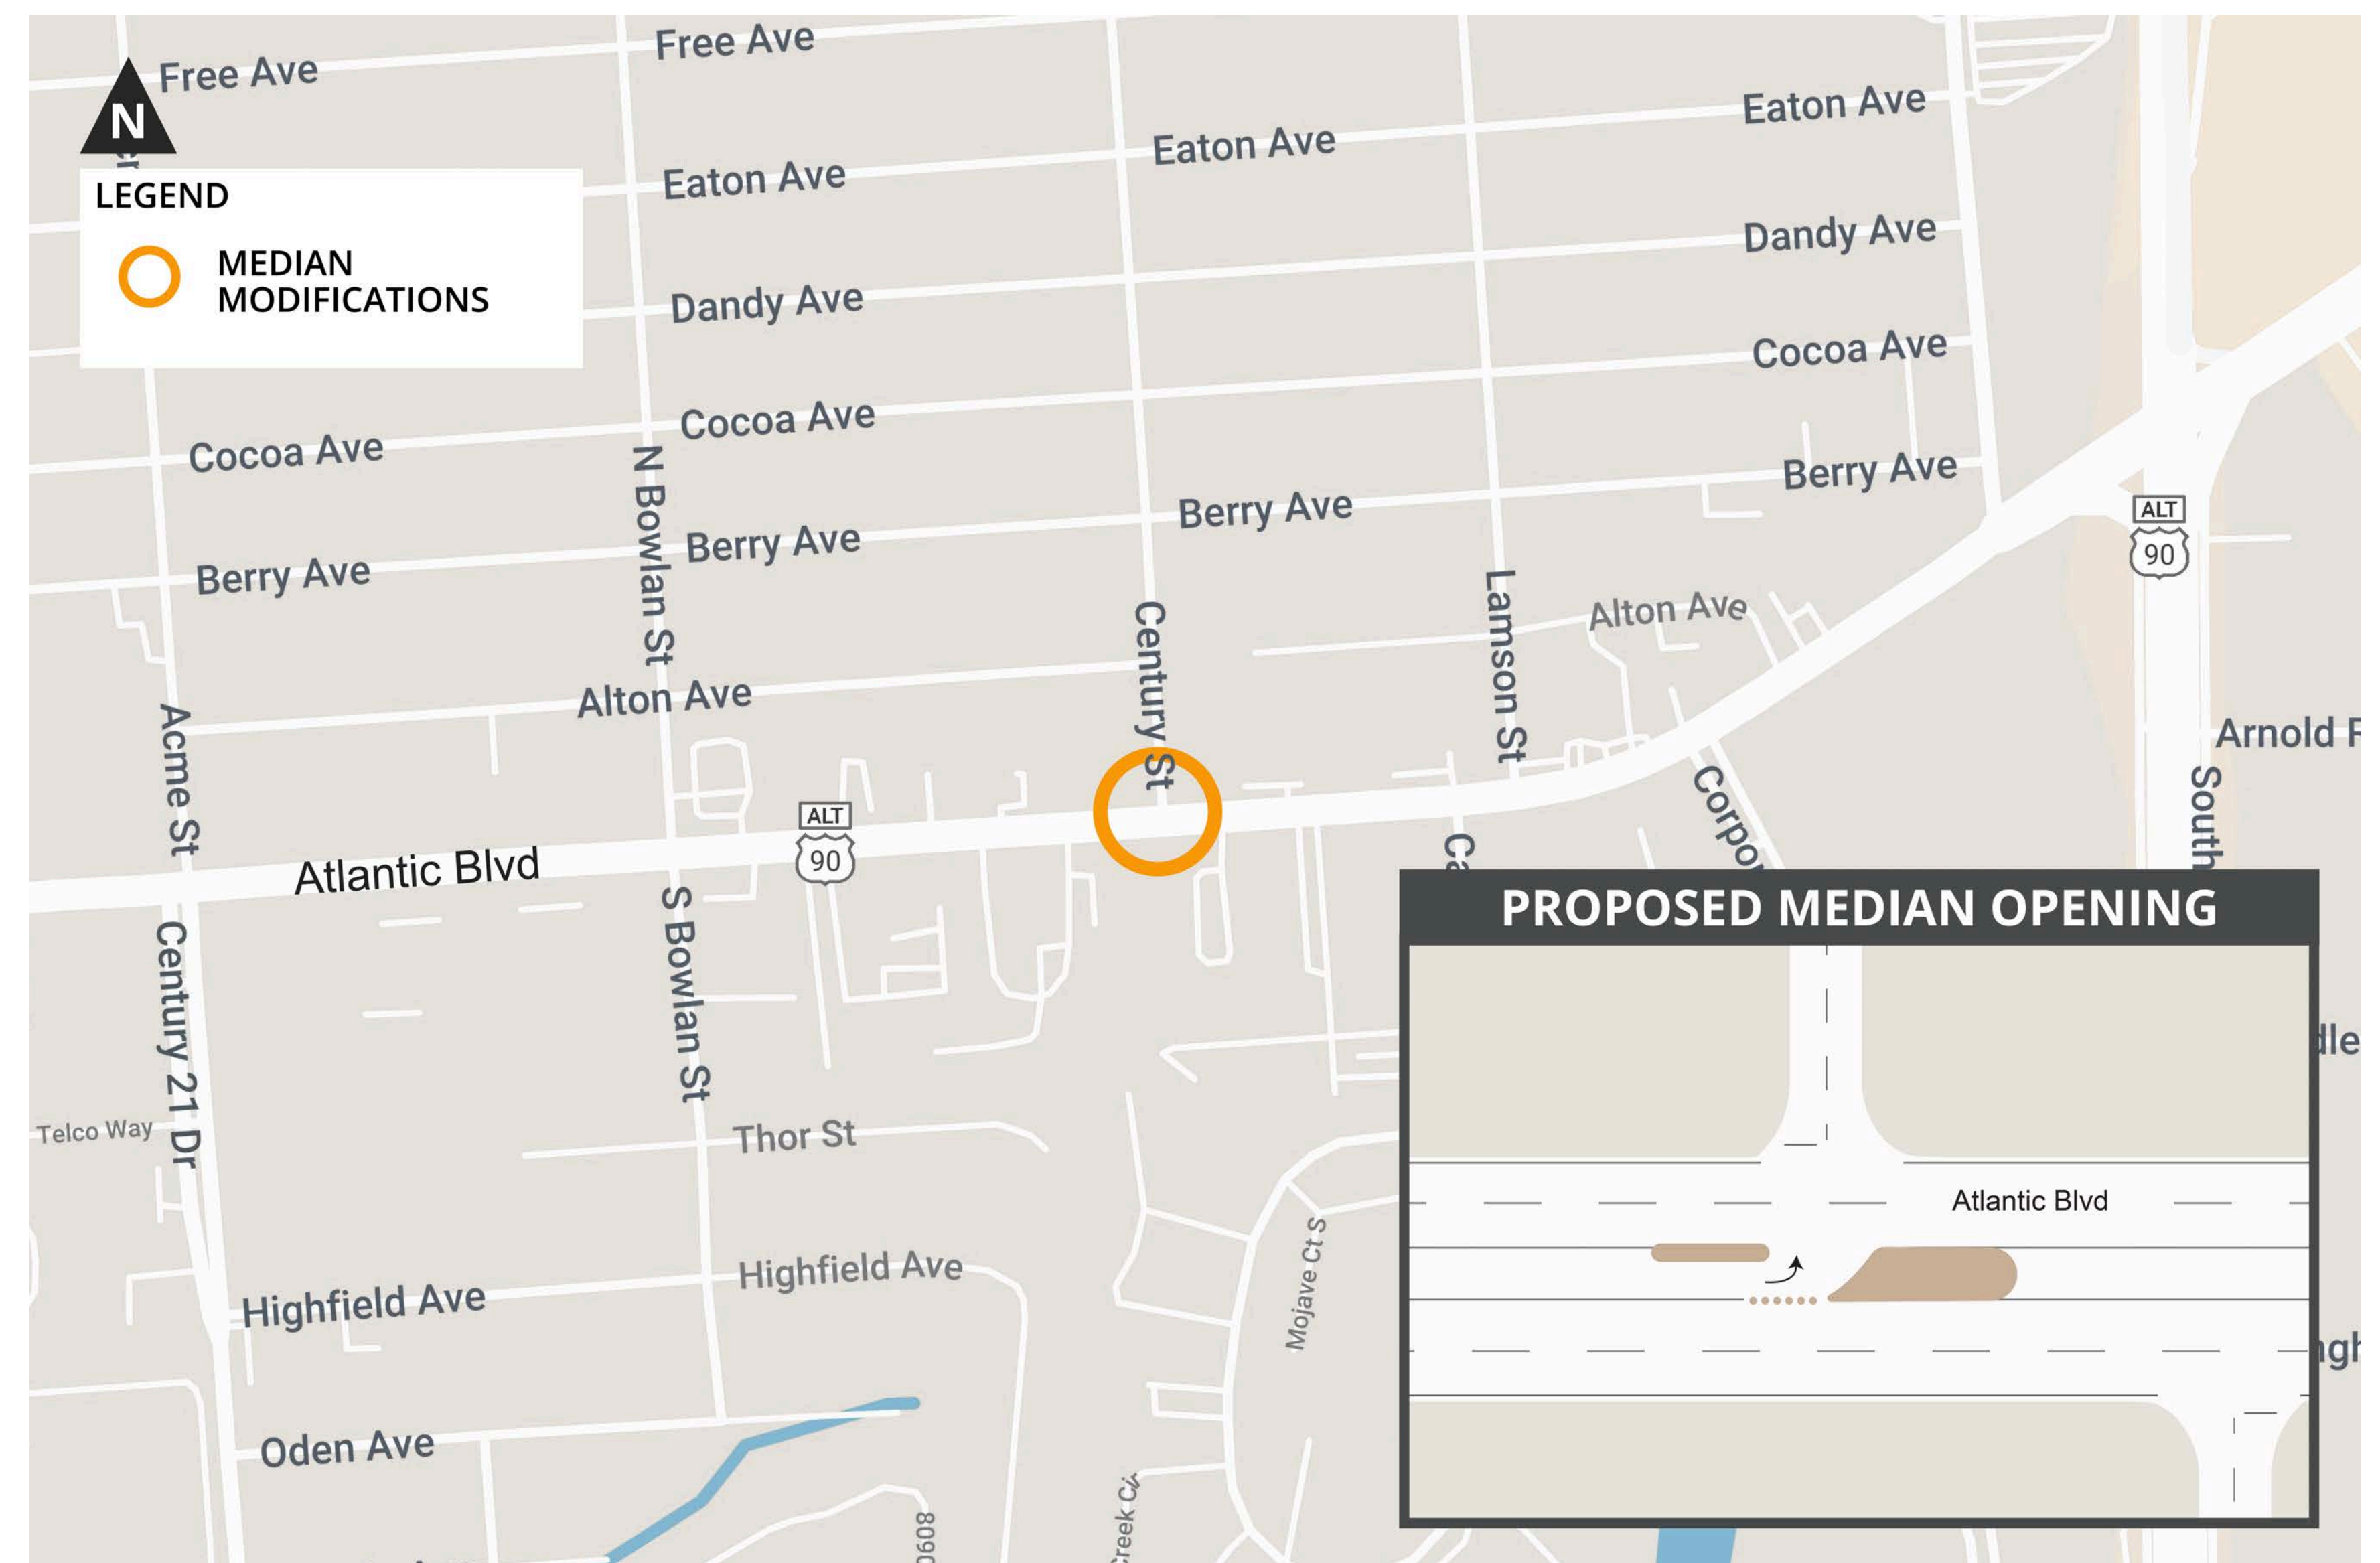 Free Ave
Free Ave
N
LEGEND
MEDIAN
MODIFICATIONS
Eaton Ave
Eaton Ave
Eaton Ave
Dandy Ave
Dandy Ave
Cocoa Ave
Cocoa Ave
Cocoa Ave
N Bowlan St
Berry Ave
Berry Ave
Berry Ave
Berry Ave
ALT
90
Alton Ave
Alton Ave
Century St
Lamson St
Acme St
Arnold
South
ALT
90
Atlantic Blvd
S Bowlan St
Century 21 Dr
Telco Way
Thor St
Highfield Ave
Highfield Ave
Mojave Ct S
Oden Ave
PROPOSED MEDIAN OPENING
Atlantic Blvd